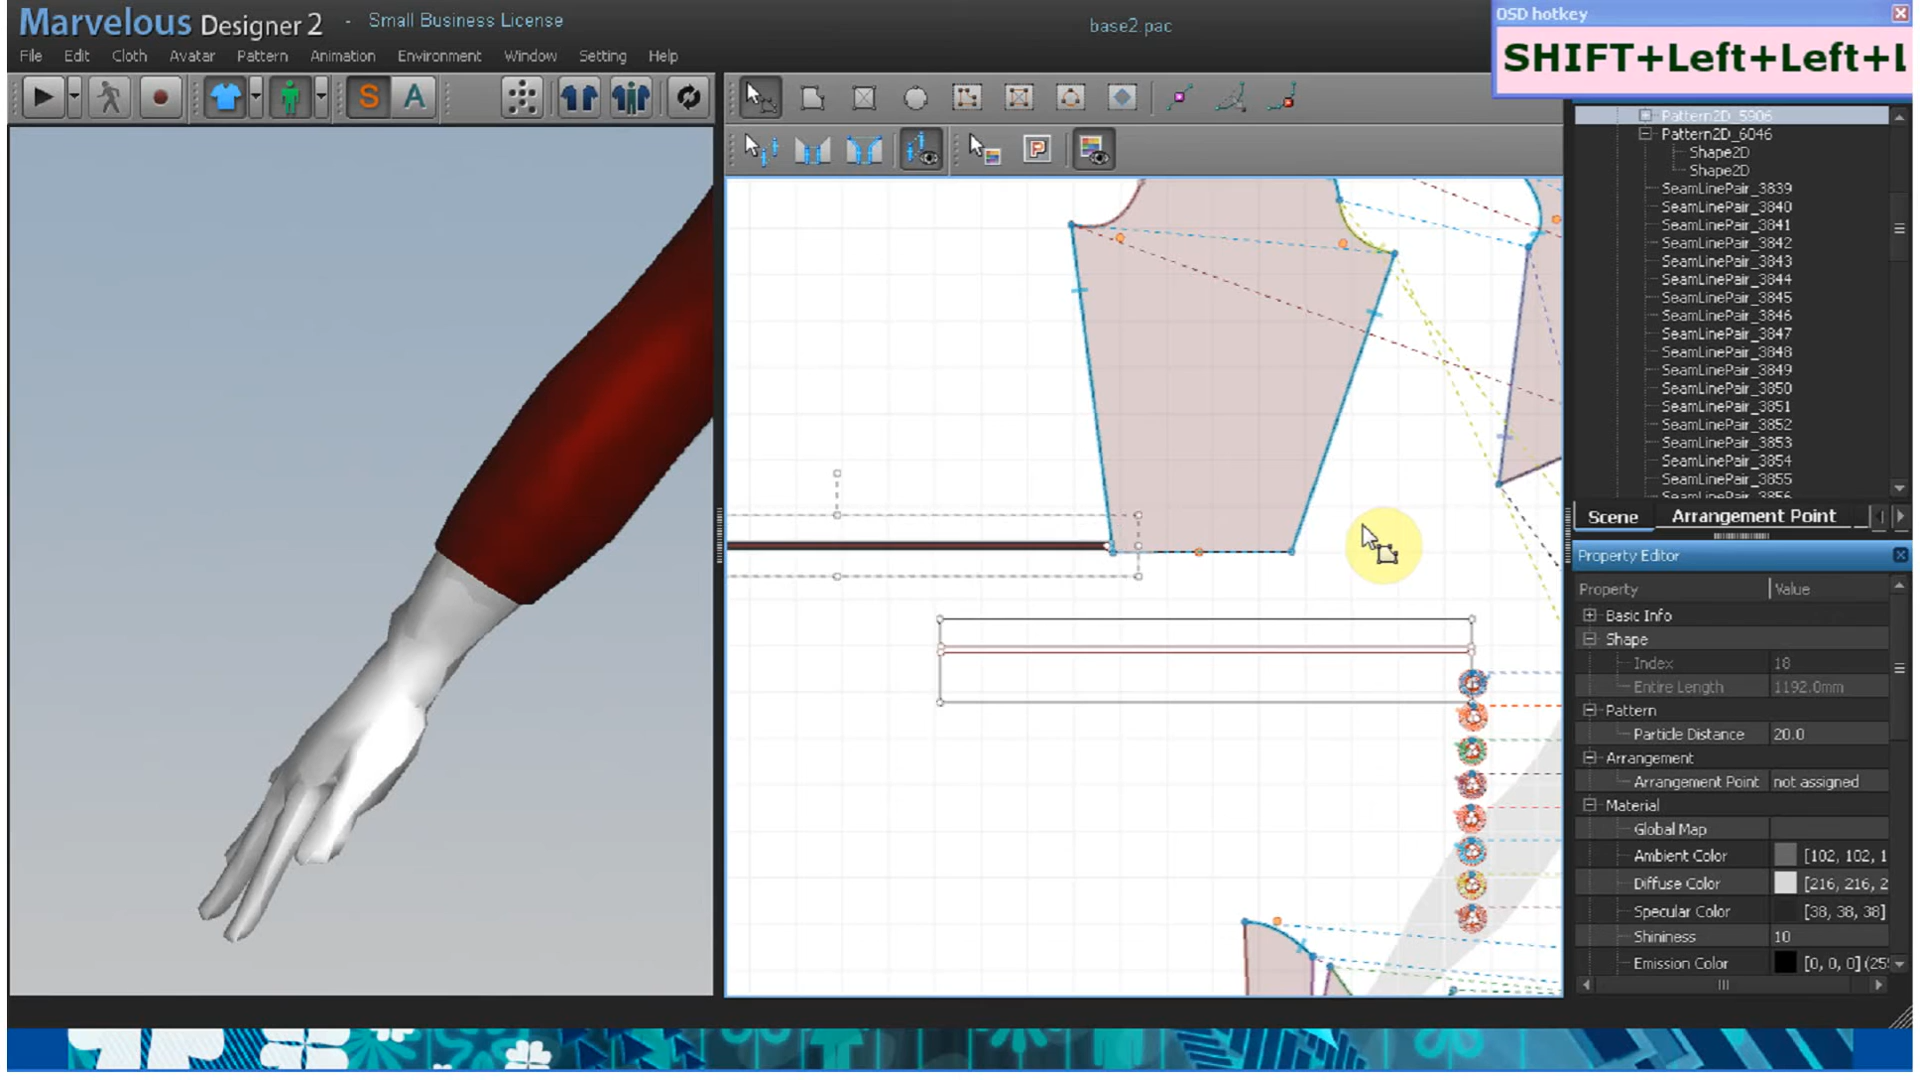 Marvelous Designer 2 - Small Business License
base2.pac
OSD hotkey
SHIFT+Left+Left+L
File Edit Cloth Avatar Pattern Animation Environment Window Setting Help
S A
P
Pattern2D_5906
Pattern2D_6046
Shape2D
Shape2D
SeamLinePair_3839
SeamLinePair_3840
SeamLinePair_3841
SeamLinePair_3842
SeamLinePair_3843
SeamLinePair_3844
SeamLinePair_3845
SeamLinePair_3846
SeamLinePair_3847
SeamLinePair_3848
SeamLinePair_3849
SeamLinePair_3850
SeamLinePair_3851
SeamLinePair_3852
SeamLinePair_3853
SeamLinePair_3854
SeamLinePair_3855
SeamLinePair_3856
Scene Arrangement Point
Property Editor
Property Value
Basic Info
Shape
Index 18
Entire Length 1192.0mm
Pattern
Particle Distance 20.0
Arrangement
Arrangement Point not assigned
Material
Global Map
Ambient Color [102, 102, 1
Diffuse Color [216, 216, 2
Specular Color [38, 38, 38]
Shininess 10
Emission Color [0, 0, 0] (25